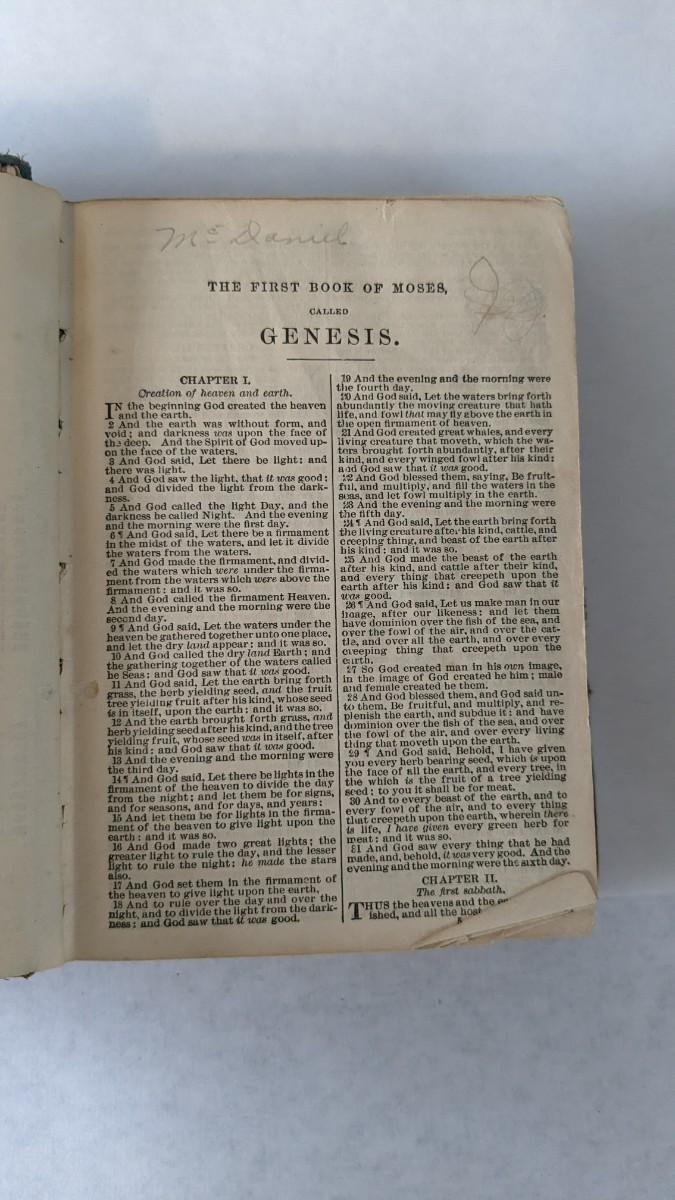 Mc Daniel
THE FIRST BOOK OF MOSES,
CALLED
GENESIS.
CHAPTER I.
Creation of heaven and earth.
IN the beginning God created the heaven
and the earth.
2 And the earth was without form, and
void; and darkness was upon the face of
the deep. And the Spirit of God moved up-
on the face of the waters.
3 And God said, Let there be light; and
there was light.
4 And God saw the light, that it was good:
and God divided the light from the dark-
ness.
5 And God called the light Day, and the
darkness he called Night. And the evening
and the morning were the first day.
6 ¶ And God said, Let there be a firmament
in the midst of the waters, and let it divide
the waters from the waters.
7 And God made the firmament, and divid-
ed the waters which were under the firma-
ment from the waters which were above the
firmament: and it was so.
8 And God called the firmament Heaven.
And the evening and the morning were the
second day.
9 ¶ And God said, Let the waters under the
heaven be gathered together unto one place,
and let the dry land appear; and it was so.
10 And God called the dry land Earth; and
the gathering together of the waters called
he Seas: and God saw that it was good.
11 And God said, Let the earth bring forth
grass, the herb yielding seed, and the fruit
tree yielding fruit after his kind, whose seed
is in itself, upon the earth: and it was so.
12 And the earth brought forth grass, and
herb yielding seed after his kind, and the tree
yielding fruit, whose seed was in itself, after
his kind: and God saw that it was good.
13 And the evening and the morning were
the third day.
14 ¶ And God said, Let there be lights in the
firmament of the heaven to divide the day
from the night; and let them be for signs,
and for seasons, and for days, and years:
15 And let them be for lights in the firma-
ment of the heaven to give light upon the
earth: and it was so.
16 And God made two great lights; the
greater light to rule the day, and the lesser
light to rule the night; he made the stars
also.
17 And God set them in the firmament of
the heaven to give light upon the earth,
18 And to rule over the day and over the
night, and to divide the light from the dark-
ness: and God saw that it was good.
19 And the evening and the morning were
the fourth day.
20 And God said, Let the waters bring forth
abundantly the moving creature that hath
life, and fowl that may fly above the earth in
the open firmament of heaven.
21 And God created great whales, and every
living creature that moveth, which the wa-
ters brought forth abundantly, after their
kind, and every winged fowl after his kind:
and God saw that it was good.
22 And God blessed them, saying, Be fruit-
ful, and multiply, and fill the waters in the
seas, and let fowl multiply in the earth.
23 And the evening and the morning were
the fifth day.
24 ¶ And God said, Let the earth bring forth
the living creature after his kind, cattle, and
creeping thing, and beast of the earth after
his kind: and it was so.
25 And God made the beast of the earth
after his kind, and cattle after their kind,
and every thing that creepeth upon the
earth after his kind: and God saw that it
was good.
26 ¶ And God said, Let us make man in our
image, after our likeness: and let them
have dominion over the fish of the sea, and
over the fowl of the air, and over the cat-
tle, and over all the earth, and over every
creeping thing that creepeth upon the
earth.
27 So God created man in his own image,
in the image of God created he him; male
and female created he them.
28 And God blessed them, and God said un-
to them, Be fruitful, and multiply, and re-
plenish the earth, and subdue it: and have
dominion over the fish of the sea, and over
the fowl of the air, and over every living
thing that moveth upon the earth.
29 ¶ And God said, Behold, I have given
you every herb bearing seed, which is upon
the face of all the earth, and every tree, in
the which is the fruit of a tree yielding
seed; to you it shall be for meat.
30 And to every beast of the earth, and to
every fowl of the air, and to every thing
that creepeth upon the earth, wherein there
is life, I have given every green herb for
meat: and it was so.
31 And God saw every thing that he had
made, and, behold, it was very good. And the
evening and the morning were the sixth day.
CHAPTER II.
The first sabbath.
THUS the heavens and the
ished, and all the host